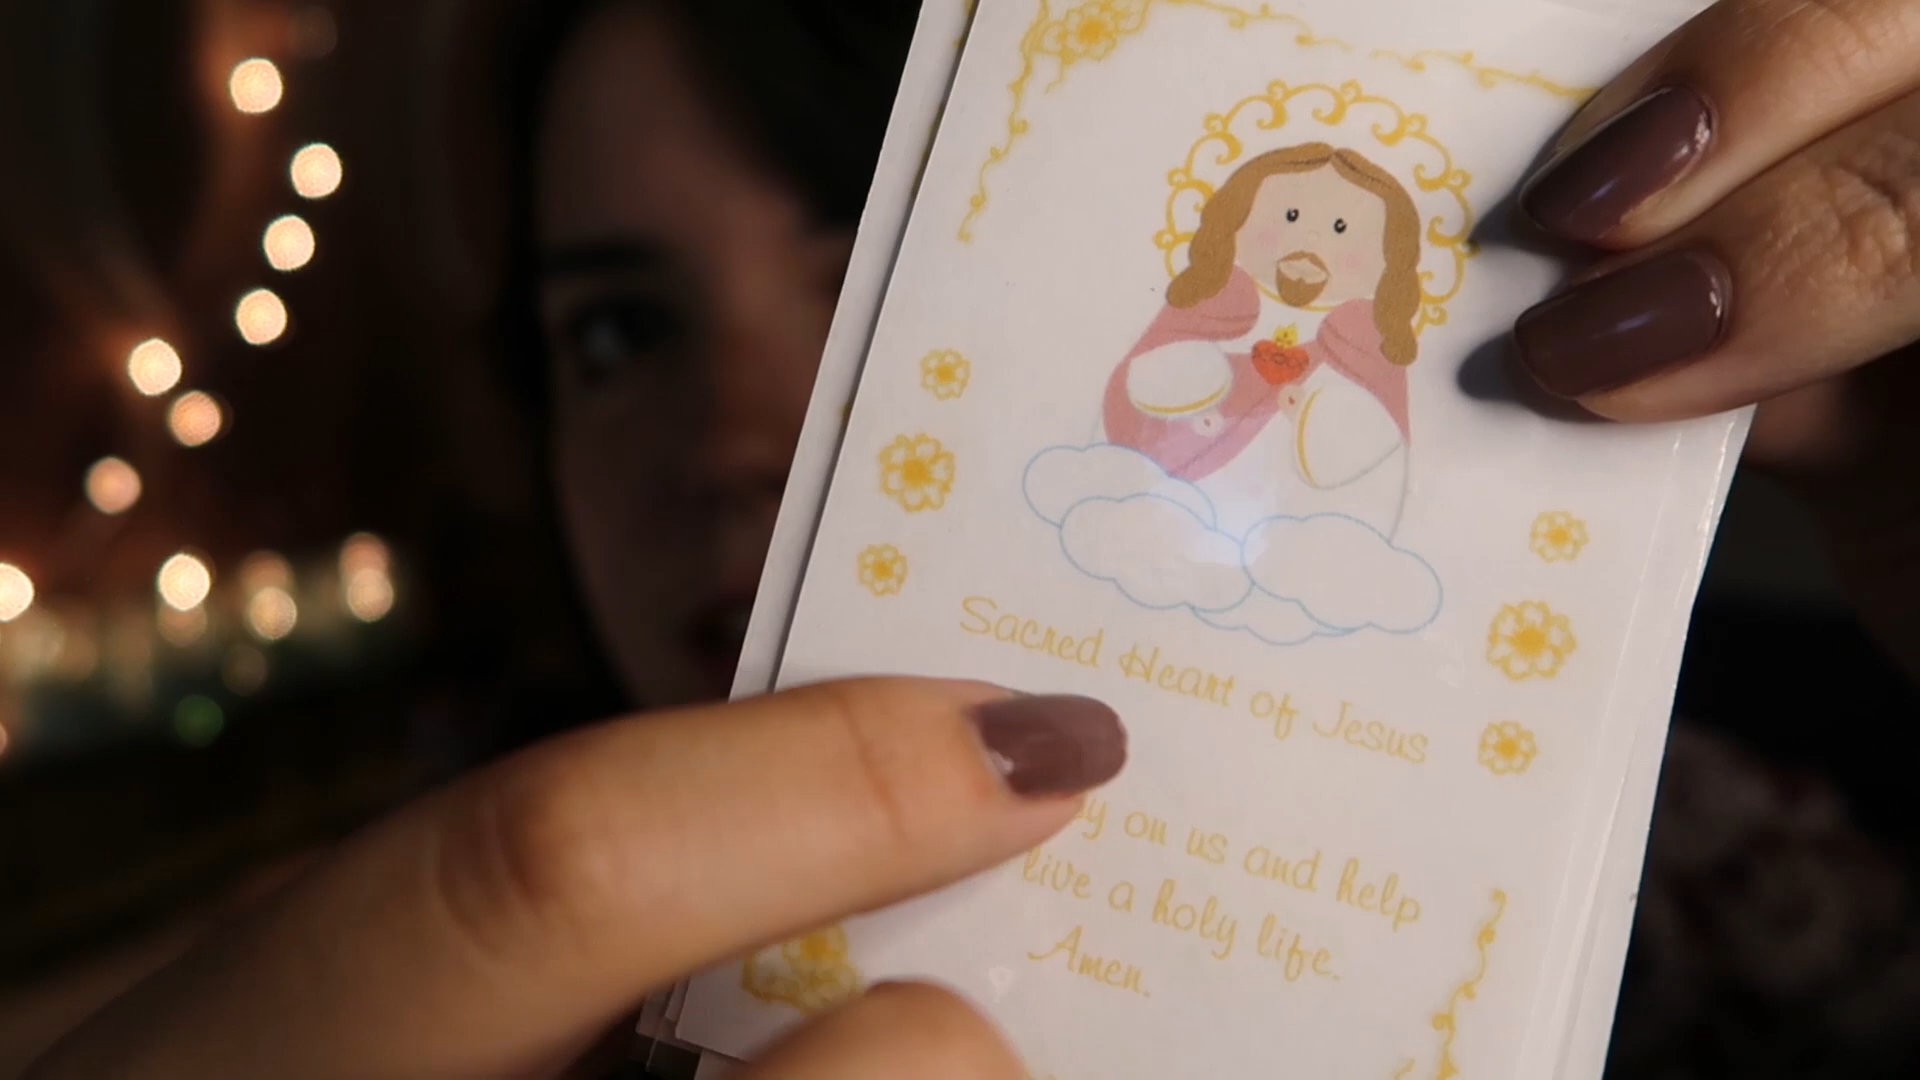 Sacred Heart of Jesus
on us and help
live a holy life.
Amen.